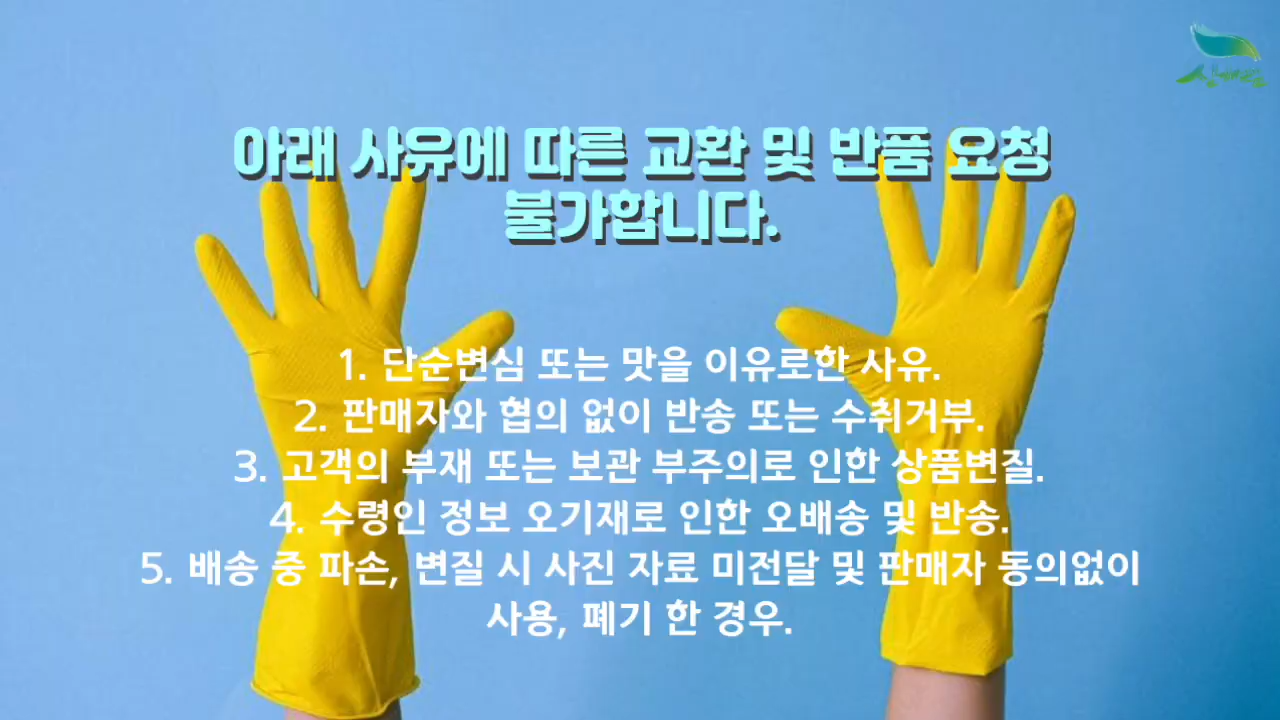 아래 사유에 따른 교환 및 반품 요청
불가합니다.
1. 단순변심 또는 맛을 이유로한 사유.
2. 판매자와 협의 없이 반송 또는 수취거부.
3. 고객의 부재 또는 보관 부주의로 인한 상품변질.
4. 수령인 정보 오기재로 인한 오배송 및 반송.
5. 배송 중 파손, 변질 시 사진 자료 미전달 및 판매자 동의없이
사용, 폐기 한 경우.